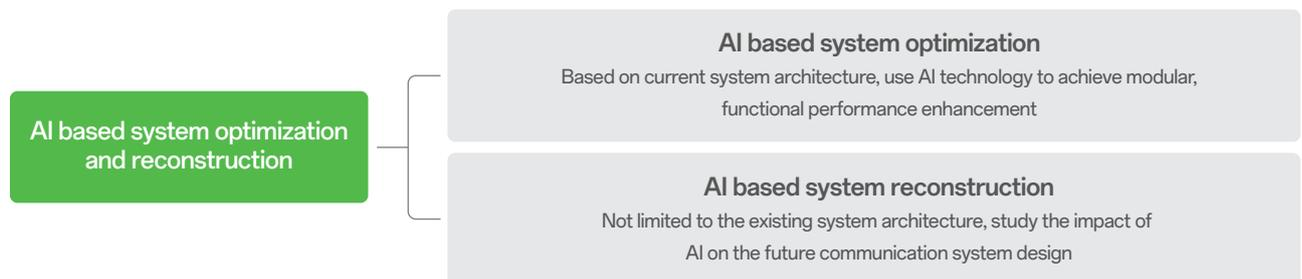 AI based system optimization
and reconstruction
AI based system optimization
Based on current system architecture, use AI technology to achieve modular,
functional performance enhancement
AI based system reconstruction
Not limited to the existing system architecture, study the impact of
AI on the future communication system design